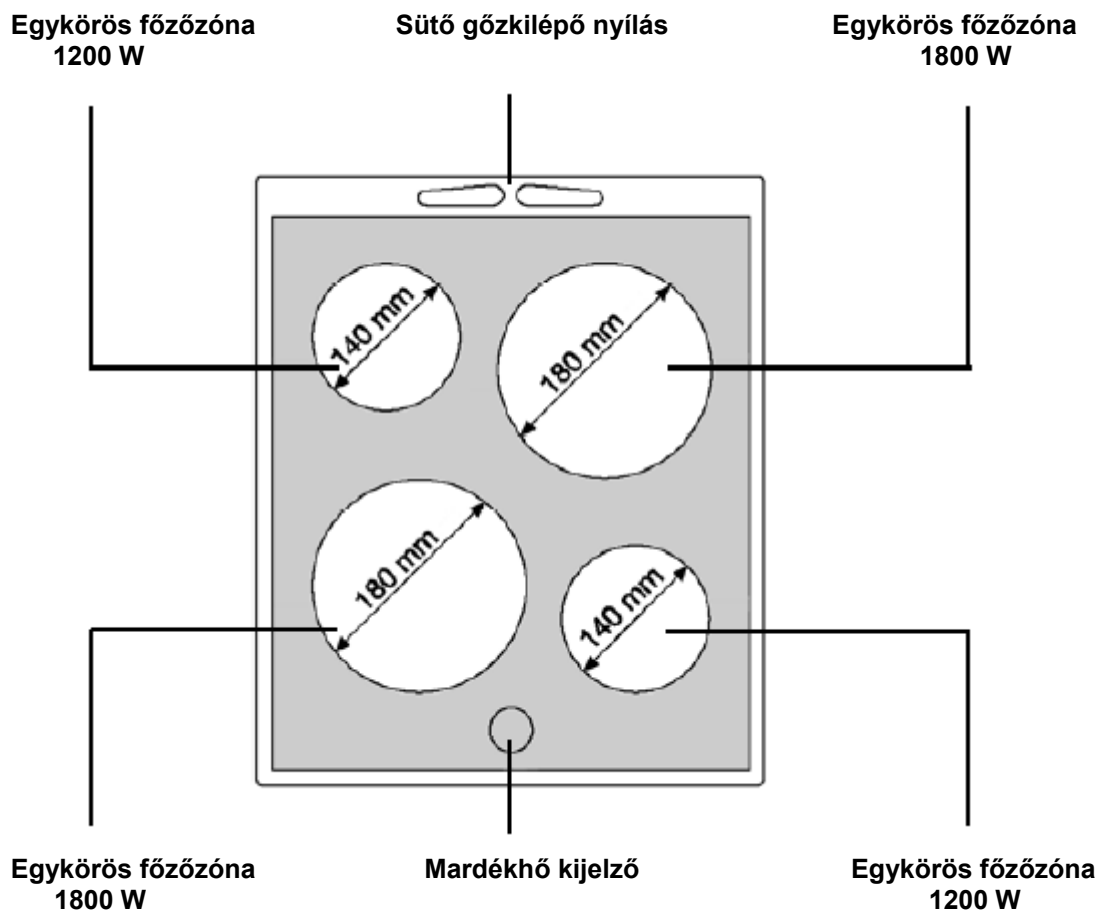 Egykörös főzőzóna
1200 W
Sütő gőzkilépő nyílás
Egykörös főzőzóna
1800 W
140 mm
180 mm
180 mm
140 mm
Egykörös főzőzóna
1800 W
Mardékhő kijelző
Egykörös főzőzóna
1200 W